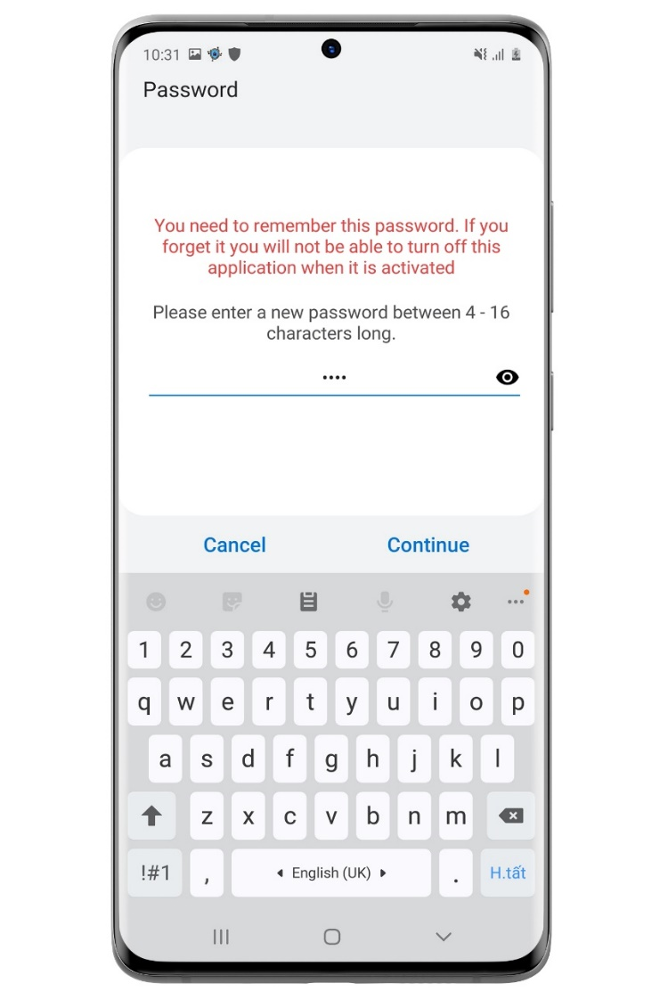 10:31
Password
You need to remember this password. If you
forget it you will not be able to turn off this
application when it is activated
Please enter a new password between 4 - 16
characters long.
••••
Cancel Continue
1 2 3 4 5 6 7 8 9 0
q w e r t y u i o p
a s d f g h j k l
z x c v b n m
!#1 , English (UK) . H.tất